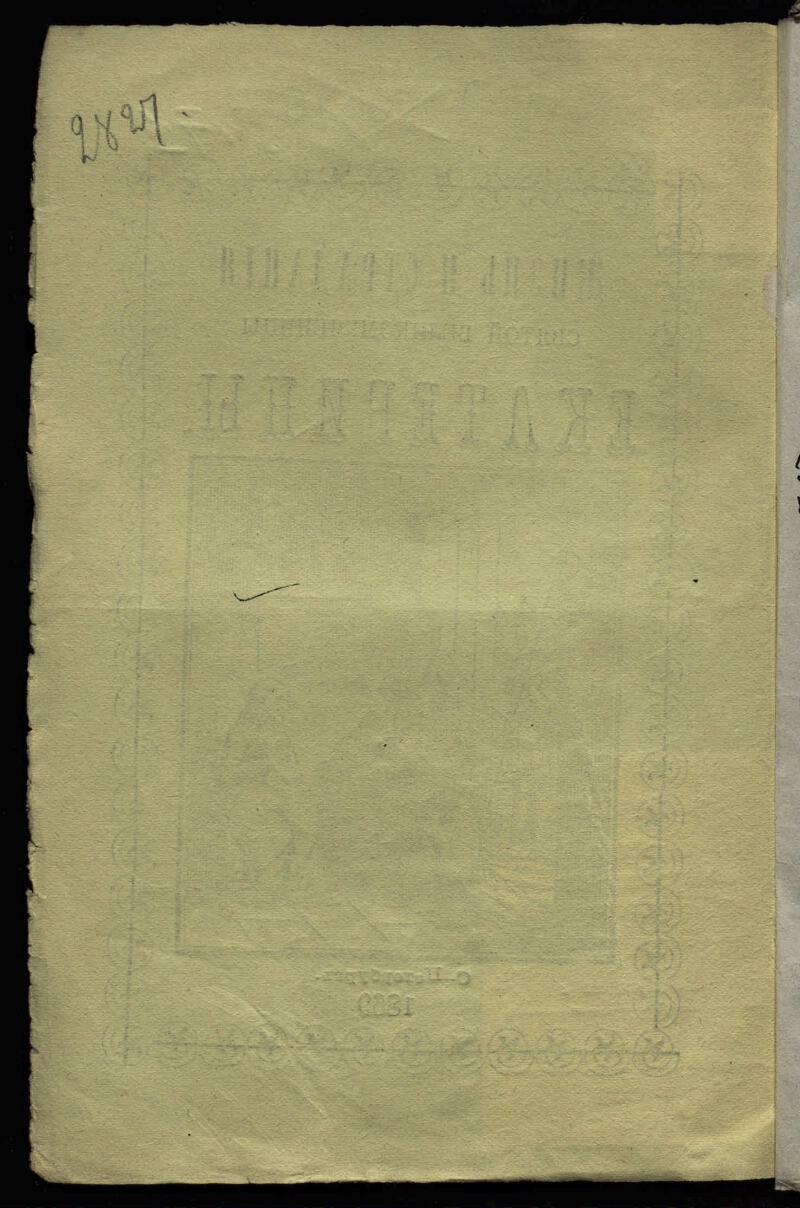 2827.
ЖИЗНЬ И СТРАДАНІЯ
СВЯТОЙ ВЕЛИКОМУЧЕНИЦЫ
ЕКАТЕРИНЫ.
С.-Петербургъ.